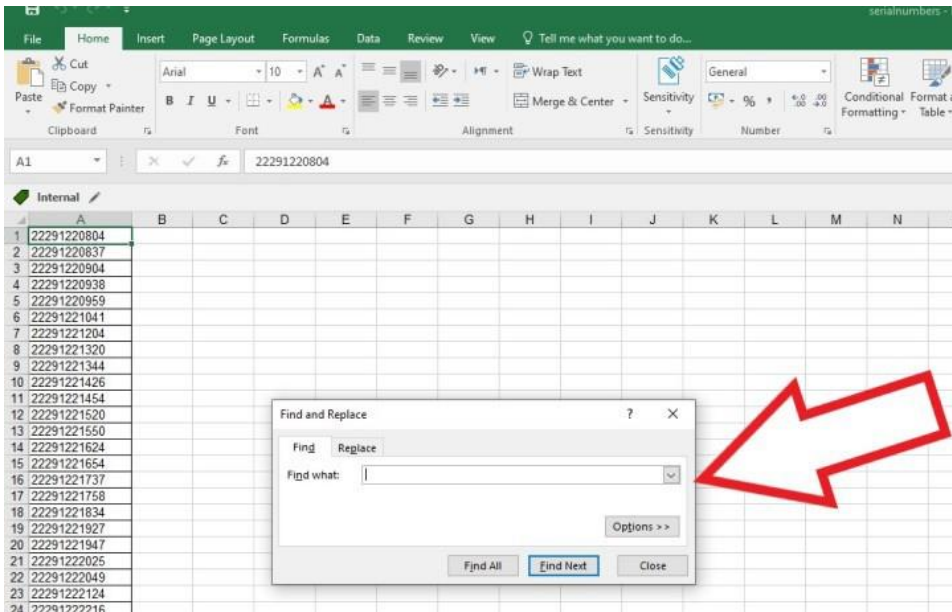 serialnumbers -
File Home Insert Page Layout Formulas Data Review View Tell me what you want to do...
Paste
Cut
Copy
Format Painter
Clipboard
Arial 10 A A
B I U A
Font
Wrap Text
Merge & Center
Alignment
Sensitivity
Sensitivity
General
% ,
Number
Conditional Formatting
Format
Table
A1 fx 22291220804
Internal
A B C D E F G H I J K L M N
1 22291220804
2 22291220837
3 22291220904
4 22291220938
5 22291220959
6 22291221041
7 22291221204
8 22291221320
9 22291221344
10 22291221426
11 22291221454
12 22291221520
13 22291221550
14 22291221624
15 22291221654
16 22291221737
17 22291221758
18 22291221834
19 22291221927
20 22291221947
21 22291222025
22 22291222049
23 22291222124
24 22291222216
Find and Replace ? X
Find Replace
Find what:
Options >>
Find All Find Next Close